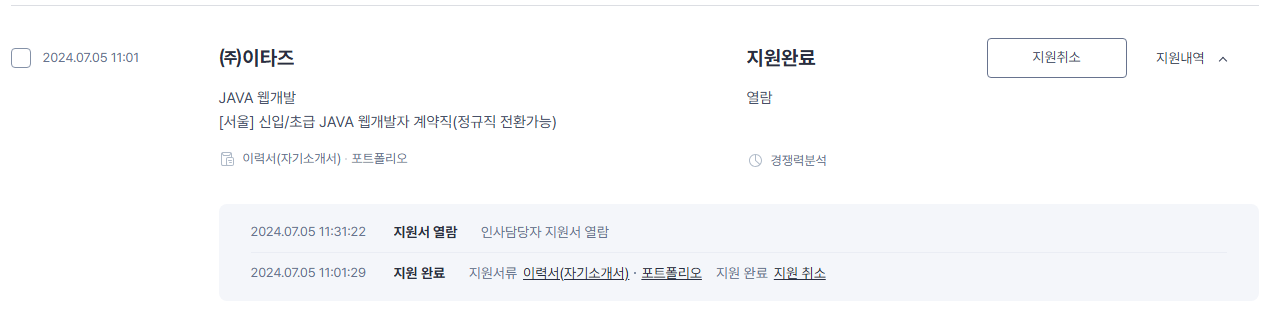 2024.07.05 11:01 ㈜이타즈 지원완료 지원취소 지원내역
JAVA 웹개발 열람
[서울] 신입/초급 JAVA 웹개발자 계약직(정규직 전환가능)
이력서(자기소개서) · 포트폴리오 경쟁력분석
2024.07.05 11:31:22 지원서 열람 인사담당자 지원서 열람
2024.07.05 11:01:29 지원 완료 지원서류 이력서(자기소개서) · 포트폴리오 지원 완료 지원 취소